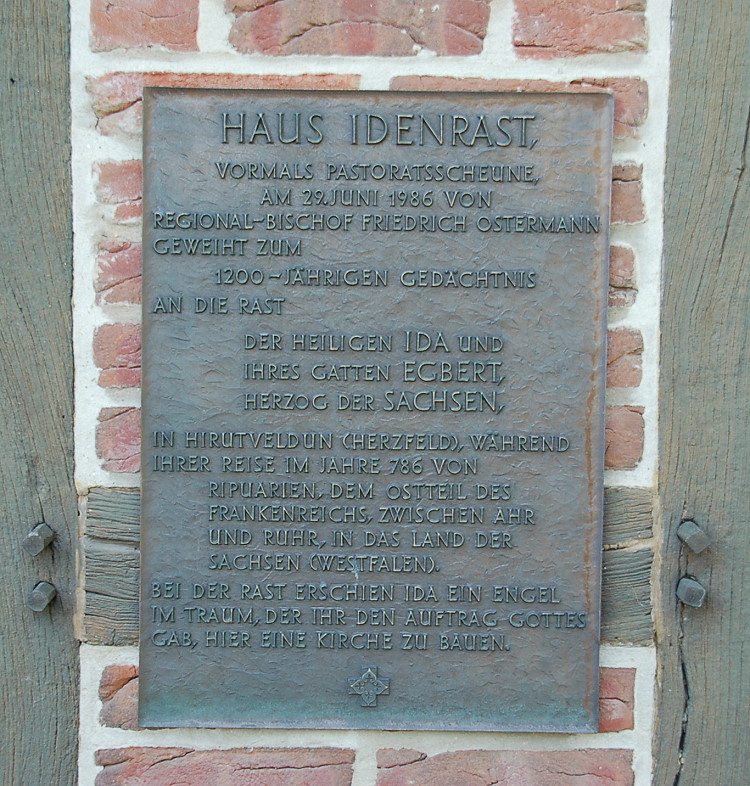 HAUS IDENRAST,
VORMALS PASTORATSSCHEUNE,
AM 29. JUNI 1986 VON
REGIONAL-BISCHOF FRIEDRICH OSTERMANN
GEWEIHT ZUM
1200-JÄHRIGEN GEDÄCHTNIS
AN DIE RAST
DER HEILIGEN IDA UND
IHRES GATTEN EGBERT,
HERZOG DER SACHSEN,
IN HIRUTVELDUN (HERZFELD), WÄHREND
IHRER REISE IM JAHRE 786 VON
RIPUARIEN, DEM OSTTEIL DES
FRANKENREICHS, ZWISCHEN AHR
UND RUHR, IN DAS LAND DER
SACHSEN (WESTFALEN).
BEI DER RAST ERSCHIEN IDA EIN ENGEL
IM TRAUM, DER IHR DEN AUFTRAG GOTTES
GAB, HIER EINE KIRCHE ZU BAUEN.